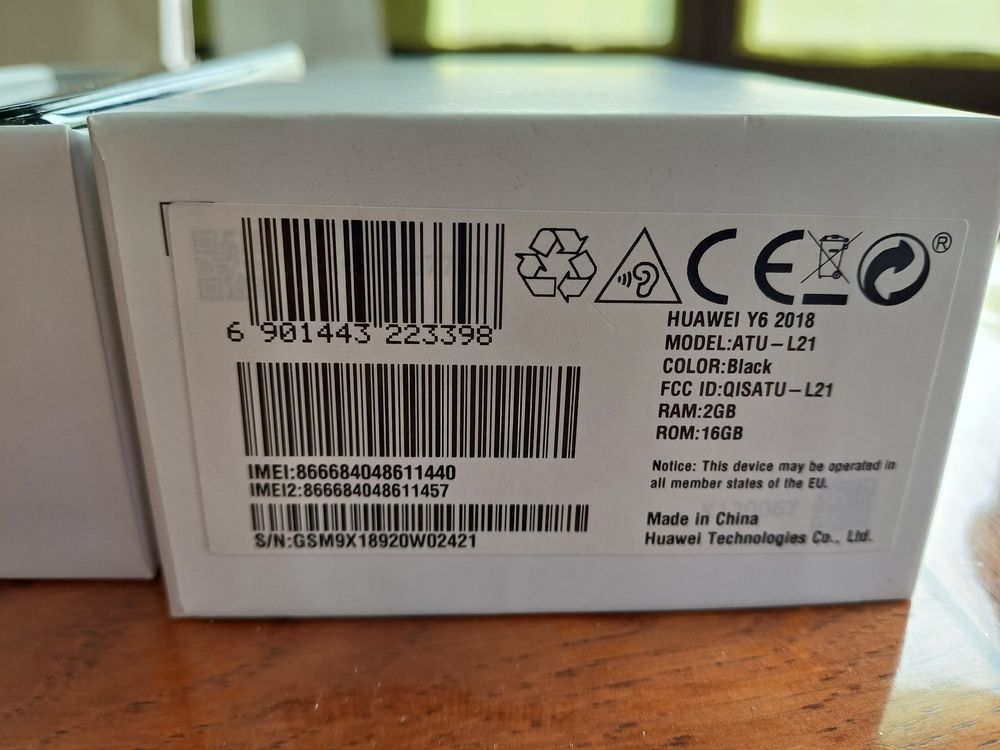 6 901443 223398
IMEI:866684048611440
IMEI2:866684048611457
S/N:GSM9X18920W02421
CE
®
HUAWEI Y6 2018
MODEL:ATU-L21
COLOR:Black
FCC ID:QISATU-L21
RAM:2GB
ROM:16GB
Notice: This device may be operated in
all member states of the EU.
Made in China
Huawei Technologies Co., Ltd.